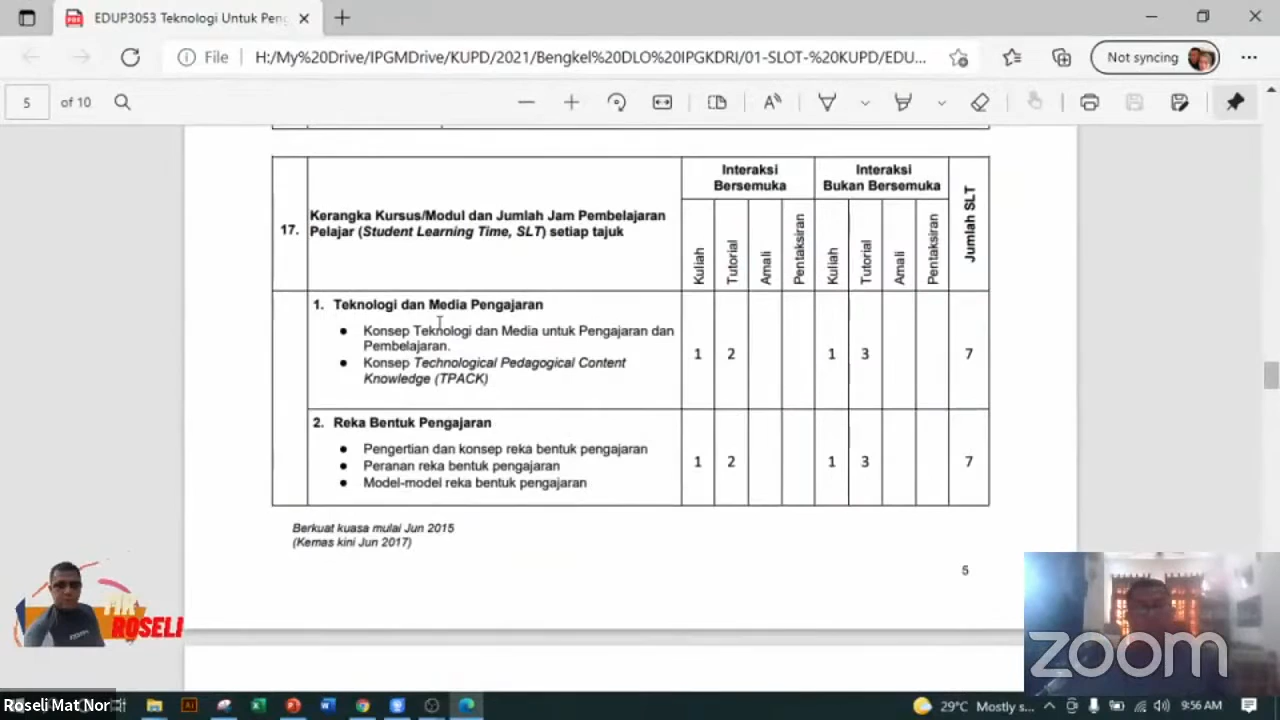 EDUP3053 Teknologi Untuk Peng
File
H:/My%20Drive/IPGMDrive/KUPD/2021/Bengkel%20DLO%20IPGKDRI/01-SLOT-%20KUPD/EDU...
Not syncing
5 of 10
17.
Kerangka Kursus/Modul dan Jumlah Jam Pembelajaran
Pelajar (Student Learning Time, SLT) setiap tajuk
Interaksi
Bersemuka
Interaksi
Bukan Bersemuka
Jumlah SLT
Kuliah
Tutorial
Amali
Pentaksiran
Kuliah
Tutorial
Amali
Pentaksiran
1. Teknologi dan Media Pengajaran
● Konsep Teknologi dan Media untuk Pengajaran dan
Pembelajaran.
● Konsep Technological Pedagogical Content
Knowledge (TPACK)
1 2 1 3 7
2. Reka Bentuk Pengajaran
● Pengertian dan konsep reka bentuk pengajaran
● Peranan reka bentuk pengajaran
● Model-model reka bentuk pengajaran
1 2 1 3 7
Berkuat kuasa mulai Jun 2015
(Kemas kini Jun 2017)
5
ROSELI
zoom
Roseli Mat Nor
29°C Mostly s...
9:56 AM